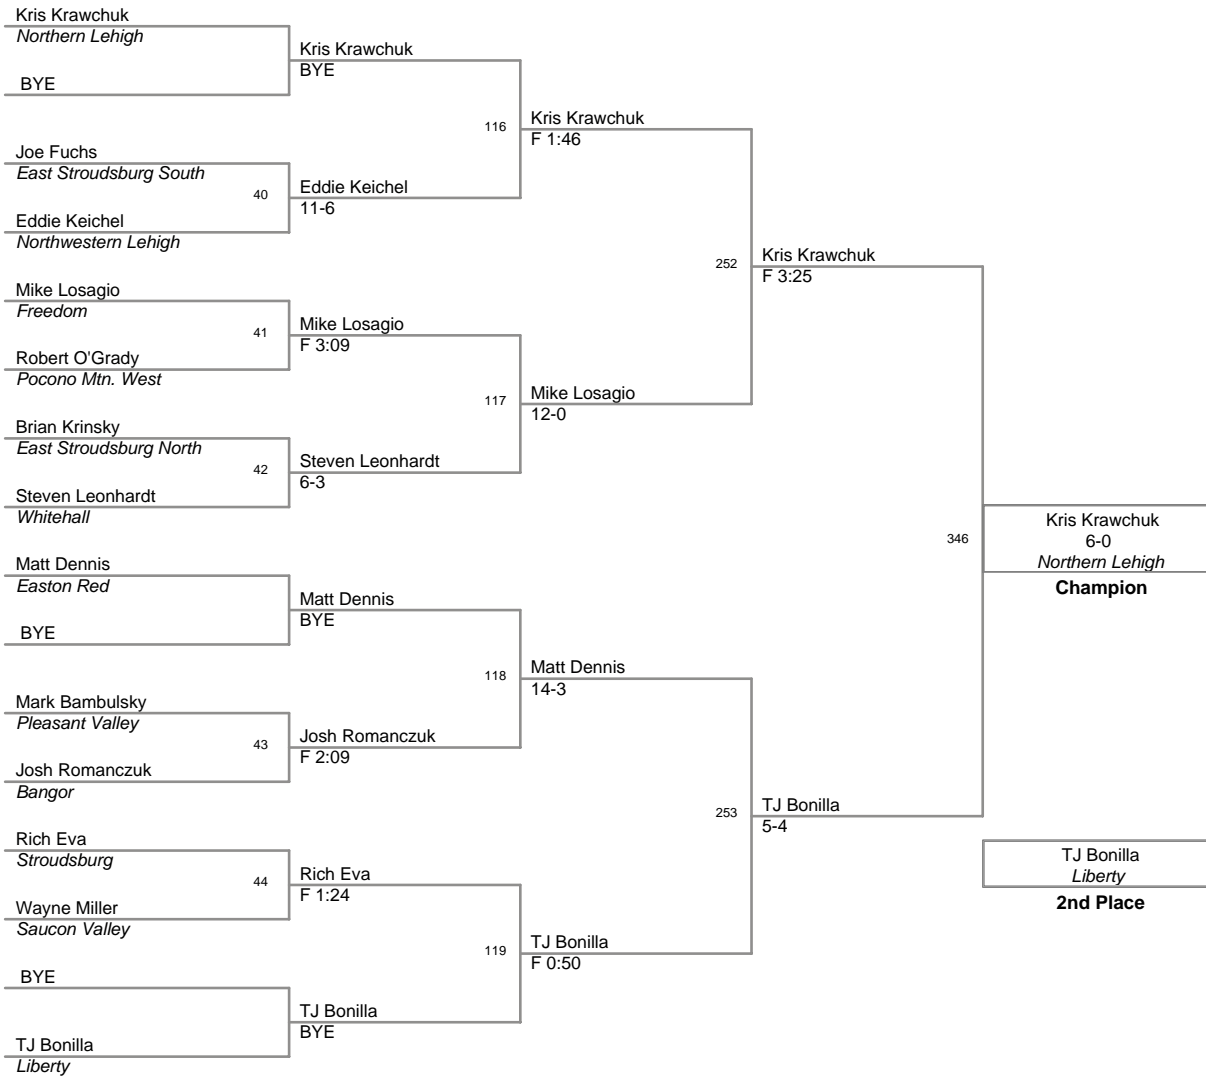 Kris Krawchuk
Northern Lehigh
BYE
Joe Fuchs
East Stroudsburg South
40
Eddie Keichel
Northwestern Lehigh
Mike Losagio
Freedom
41
Robert O'Grady
Pocono Mtn. West
Brian Krinsky
East Stroudsburg North
42
Steven Leonhardt
Whitehall
Matt Dennis
Easton Red
BYE
Mark Bambulsky
Pleasant Valley
43
Josh Romanczuk
Bangor
Rich Eva
Stroudsburg
44
Wayne Miller
Saucon Valley
BYE
TJ Bonilla
Liberty
Kris Krawchuk
BYE
116
Eddie Keichel
11-6
Mike Losagio
F 3:09
117
Steven Leonhardt
6-3
Matt Dennis
BYE
118
Josh Romanczuk
F 2:09
Rich Eva
F 1:24
119
TJ Bonilla
BYE
Kris Krawchuk
F 1:46
252
Mike Losagio
12-0
Matt Dennis
14-3
253
TJ Bonilla
F 0:50
Kris Krawchuk
F 3:25
346
TJ Bonilla
5-4
Kris Krawchuk
6-0
Northern Lehigh
Champion
TJ Bonilla
Liberty
2nd Place